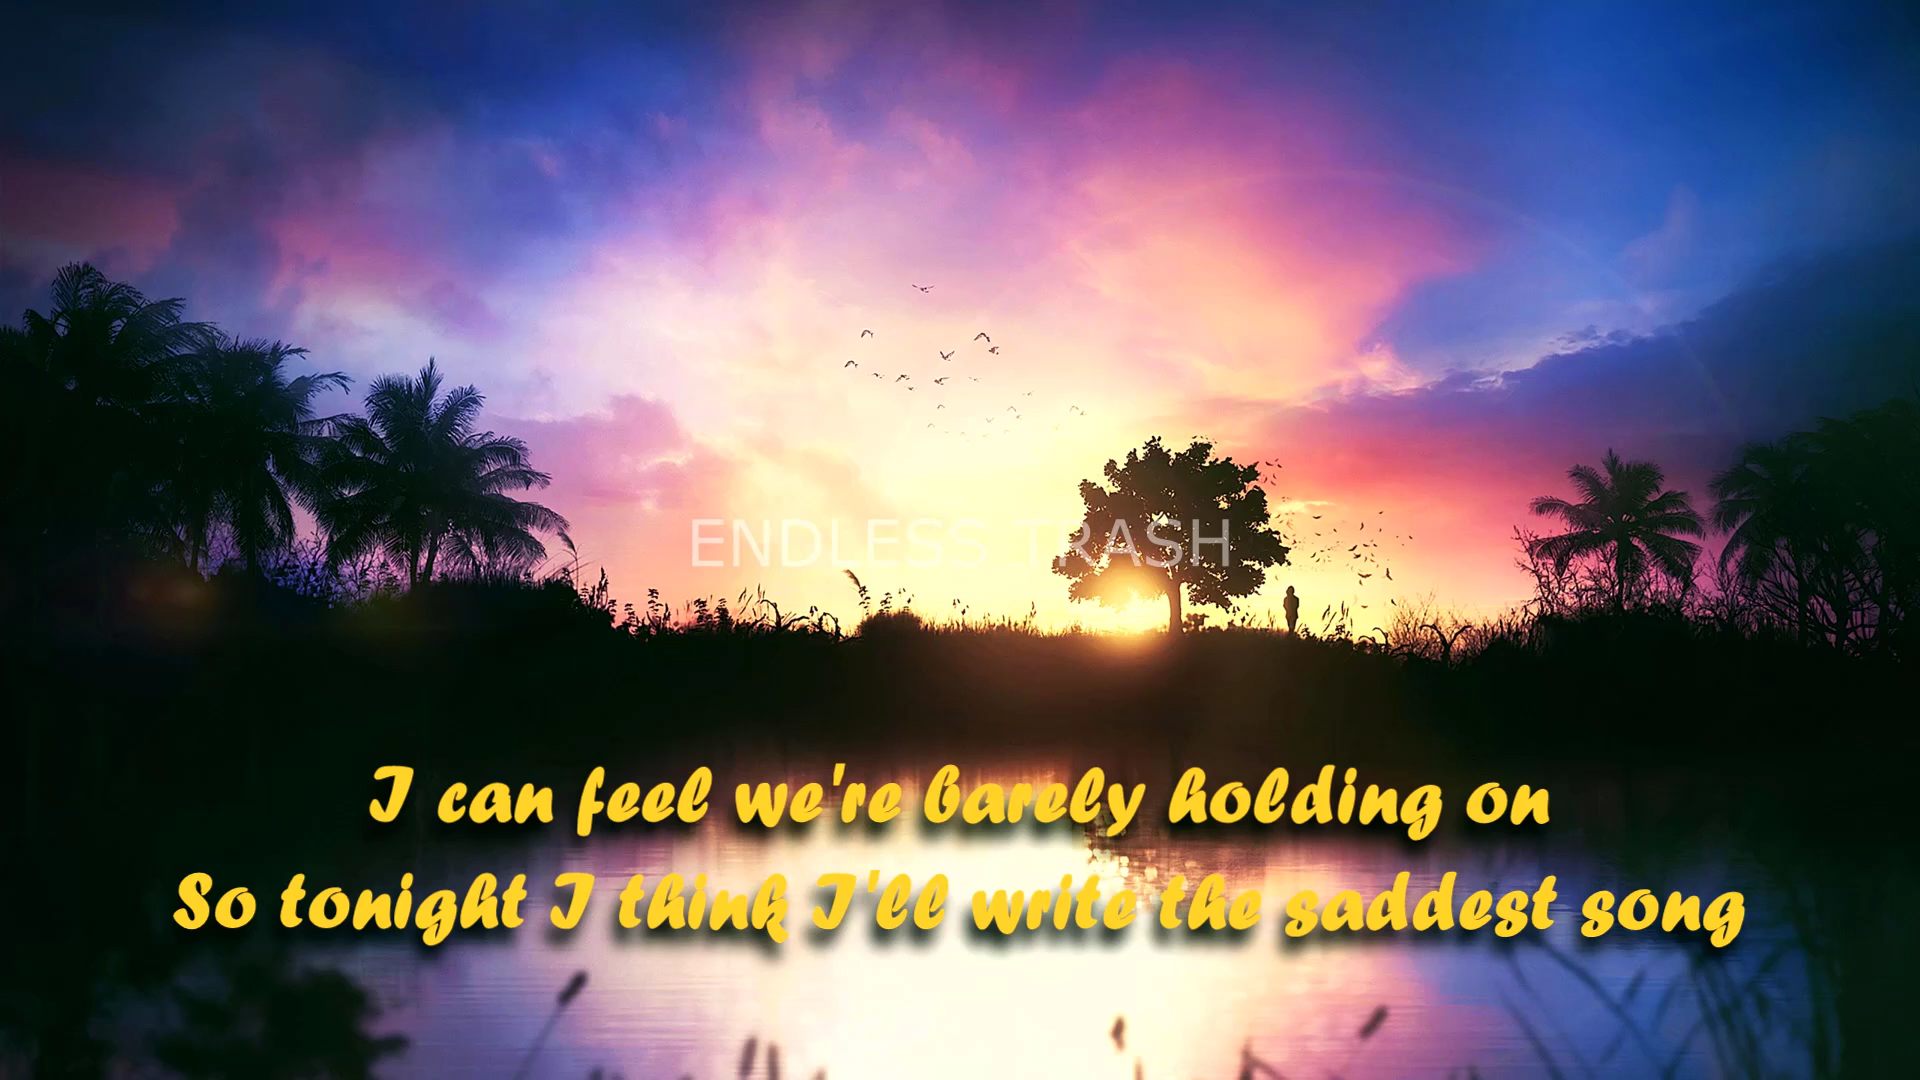 ENDLESS TRASH
I can feel we're barely holding on
So tonight I think I'll write the saddest song